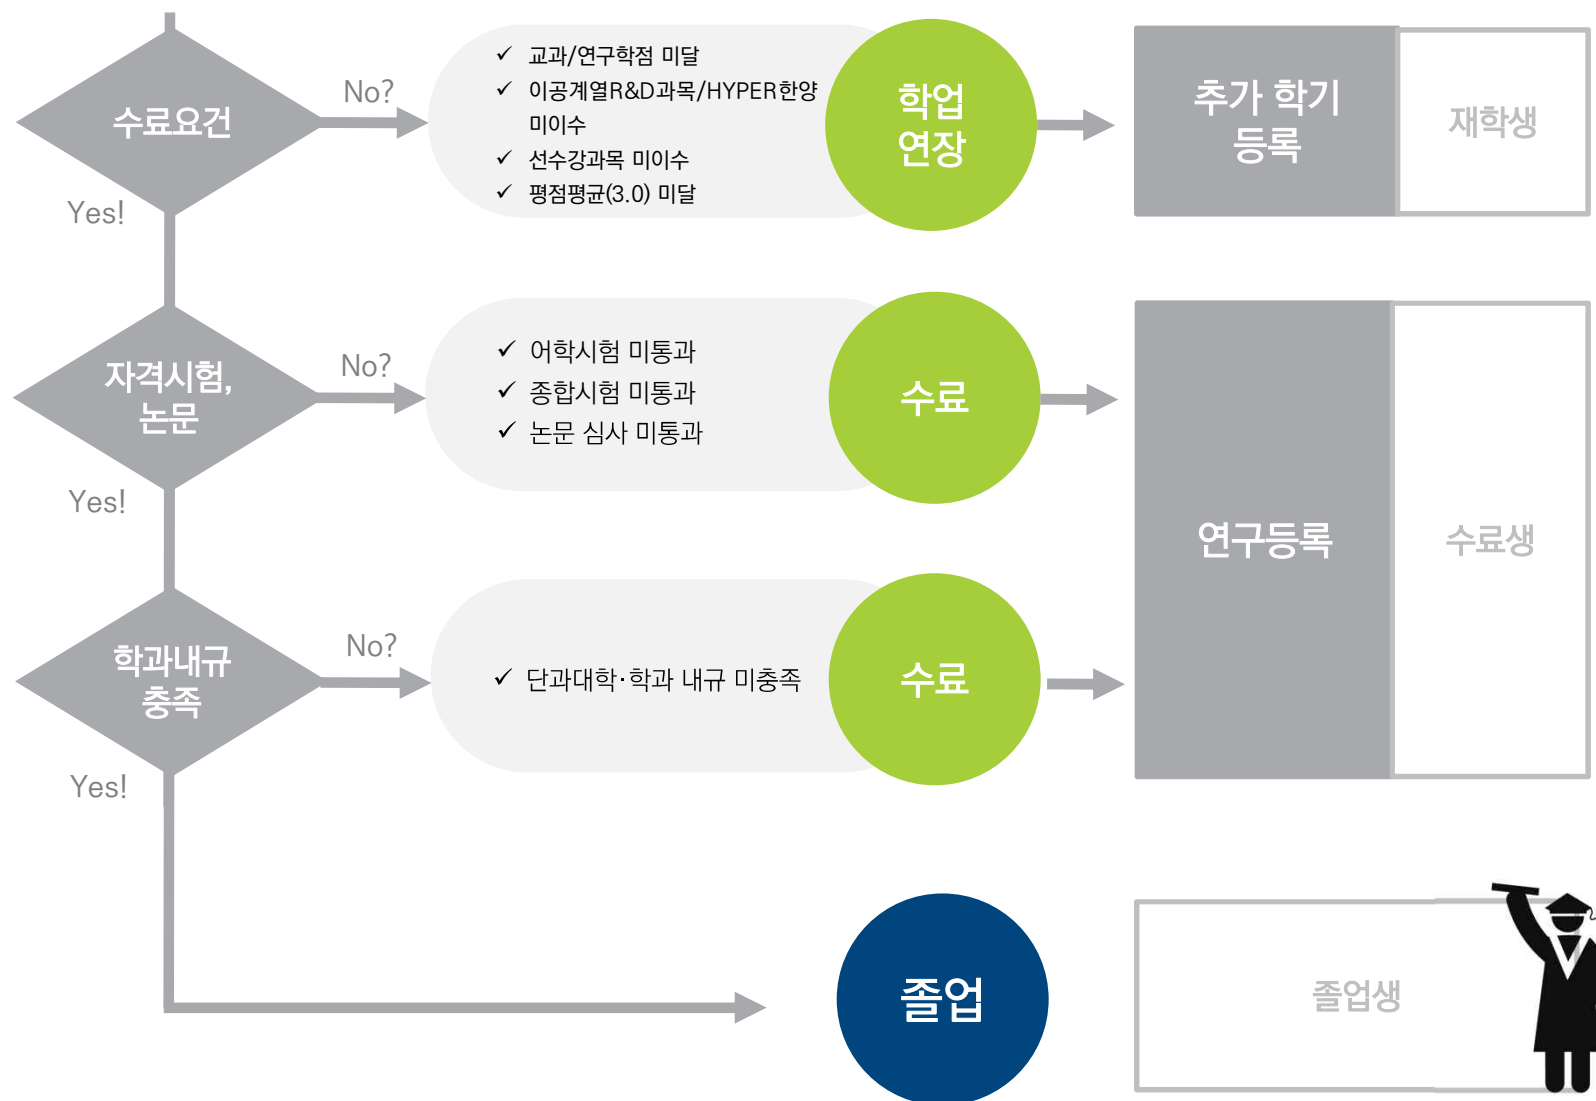 수료요건
No?
✓ 교과/연구학점 미달
✓ 이공계열R&D과목/HYPER한양
미이수
✓ 선수강과목 미이수
✓ 평점평균(3.0) 미달
학업
연장
추가 학기
등록
재학생
Yes!
자격시험,
논문
No?
✓ 어학시험 미통과
✓ 종합시험 미통과
✓ 논문 심사 미통과
수료
연구등록
수료생
Yes!
학과내규
충족
No?
✓ 단과대학·학과 내규 미충족
수료
Yes!
졸업
졸업생